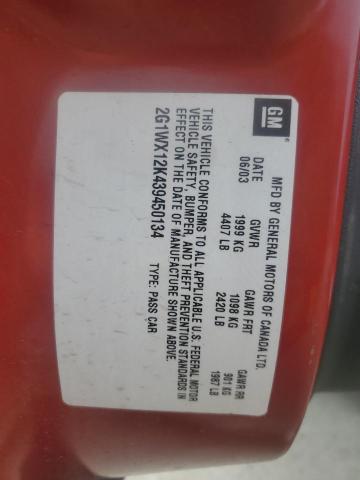 GM
MFD BY GENERAL MOTORS OF CANADA LTD.
DATE GVWR GAWR FRT GAWR RR
06/03 1999 KG 1098 KG 901 KG
4407 LB 2420 LB 1987 LB
THIS VEHICLE CONFORMS TO ALL APPLICABLE U.S. FEDERAL MOTOR
VEHICLE SAFETY, BUMPER, AND THEFT PREVENTION STANDARDS IN
EFFECT ON THE DATE OF MANUFACTURE SHOWN ABOVE.
2G1WX12K439450134 TYPE: PASS CAR